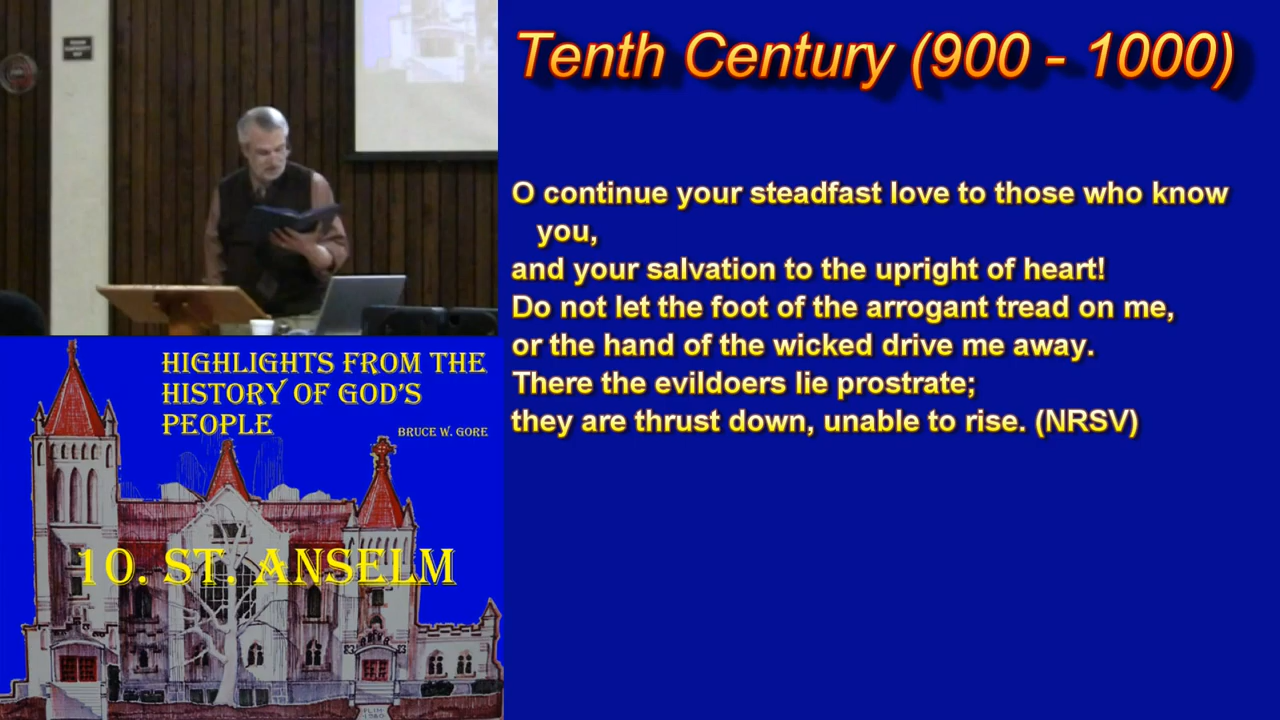 Tenth Century (900 - 1000)
O continue your steadfast love to those who know
you,
and your salvation to the upright of heart!
Do not let the foot of the arrogant tread on me,
or the hand of the wicked drive me away.
There the evildoers lie prostrate;
they are thrust down, unable to rise. (NRSV)
HIGHLIGHTS FROM THE
HISTORY OF GOD'S
PEOPLE
BRUCE W. GORE
10. ST. ANSELM